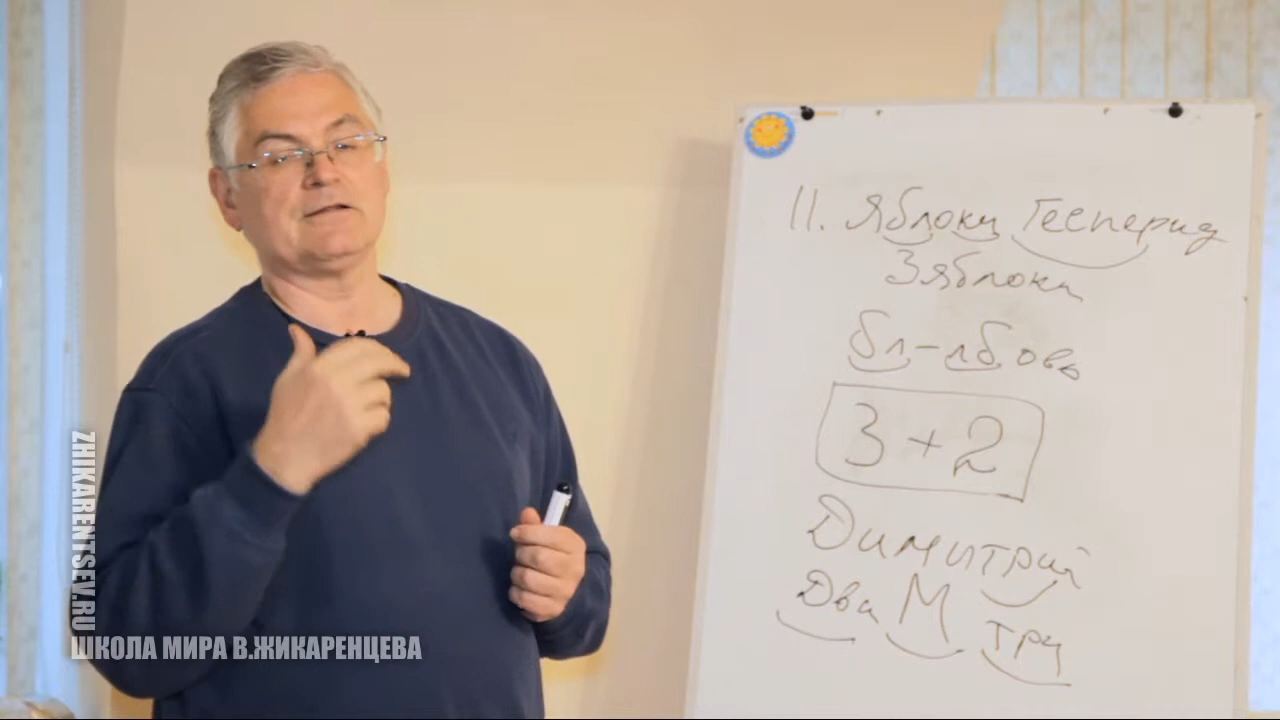 11. Яблоки Гесперид
Зяблоки
бл-лбовь
3+2
Димитрий
Два М три
ZHIKARENTSEV.RU
ШКОЛА МИРА В.ЖИКАРЕНЦЕВА